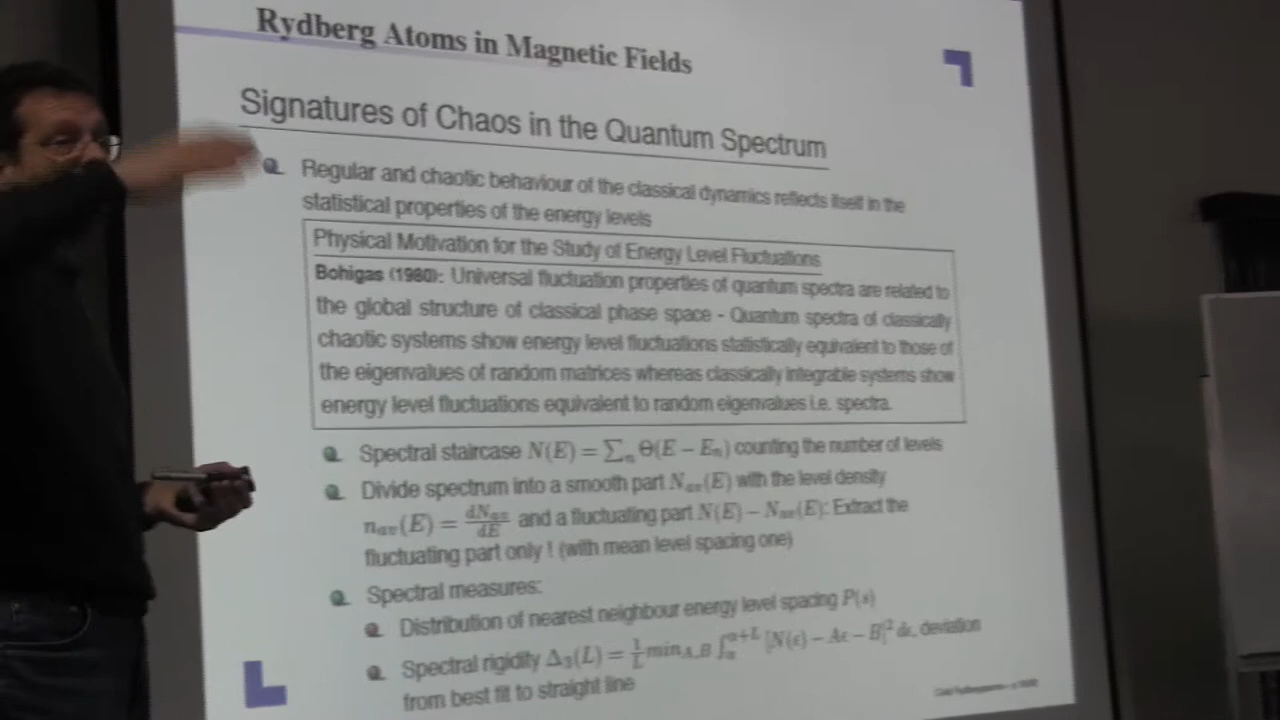 Rydberg Atoms in Magnetic Fields
Signatures of Chaos in the Quantum Spectrum
Regular and chaotic behaviour of the classical dynamics reflects itself in the
statistical properties of the energy levels
Physical Motivation for the Study of Energy Level Fluctuations
Bohigas (1980): Universal fluctuation properties of quantum spectra are related to
the global structure of classical phase space - Quantum spectra of classically
chaotic systems show energy level fluctuations statistically equivalent to those of
the eigenvalues of random matrices whereas classically integrable systems show
energy level fluctuations equivalent to random eigenvalues i.e. spectra.
Spectral staircase N(E) = ∑ₙ Θ(E − Eₙ) counting the number of levels
Divide spectrum into a smooth part N_av(E) with the level density
n_av(E) = dN_av/dE and a fluctuating part N(E) − N_av(E): Extract the
fluctuating part only ! (with mean level spacing one)
Spectral measures:
Distribution of nearest neighbour energy level spacing P(s)
Spectral rigidity Δ₃(L) = 1/L min_A,B ∫_α^α+L [N(ε) − Aε − B]² dε, deviation
from best fit to straight line